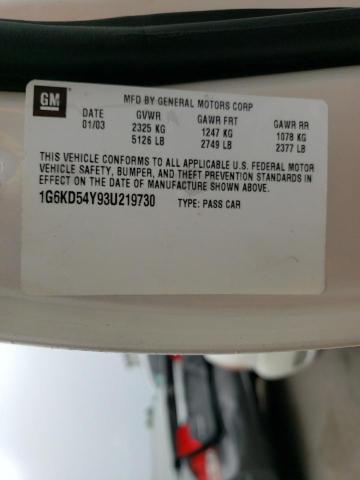 GM
MFD BY GENERAL MOTORS CORP
DATE GVWR GAWR FRT GAWR RR
01/03 2325 KG 1247 KG 1078 KG
5126 LB 2749 LB 2377 LB
THIS VEHICLE CONFORMS TO ALL APPLICABLE U.S. FEDERAL MOTOR
VEHICLE SAFETY, BUMPER, AND THEFT PREVENTION STANDARDS IN
EFFECT ON THE DATE OF MANUFACTURE SHOWN ABOVE.
1G6KD54Y93U219730 TYPE: PASS CAR